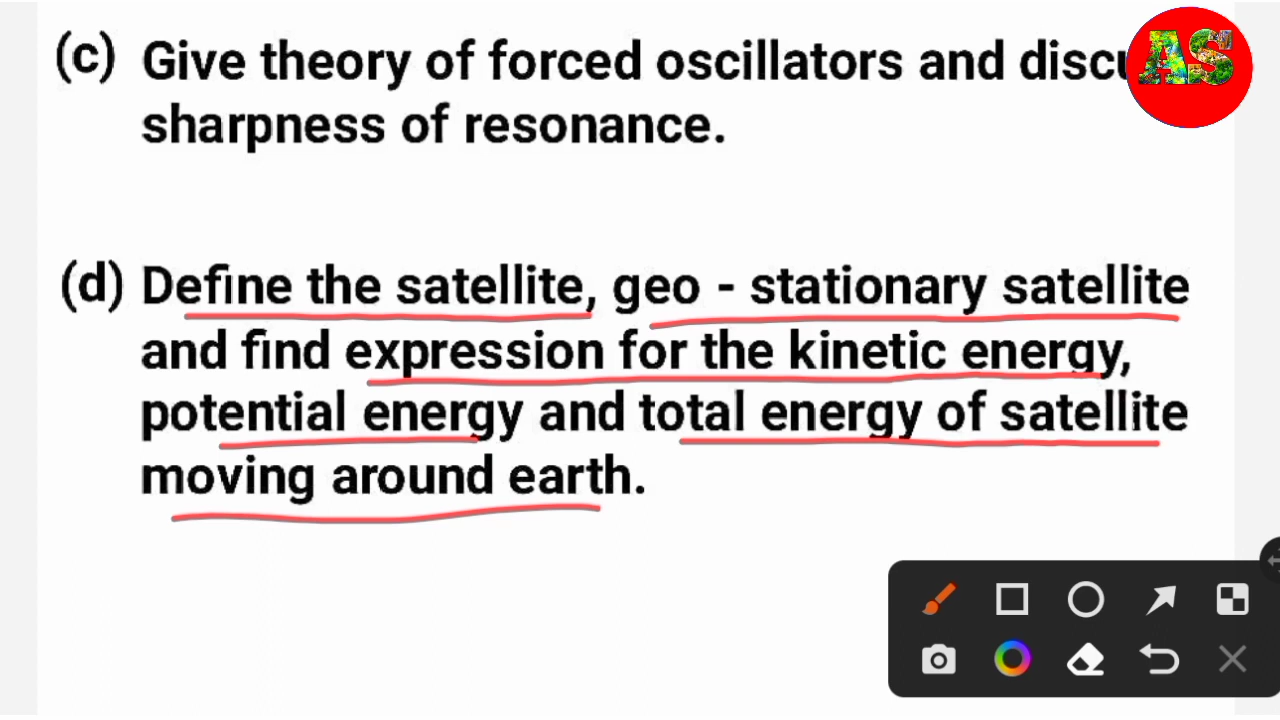 (c) Give theory of forced oscillators and discu
sharpness of resonance.
AS
(d) Define the satellite, geo - stationary satellite
and find expression for the kinetic energy,
potential energy and total energy of satellite
moving around earth.